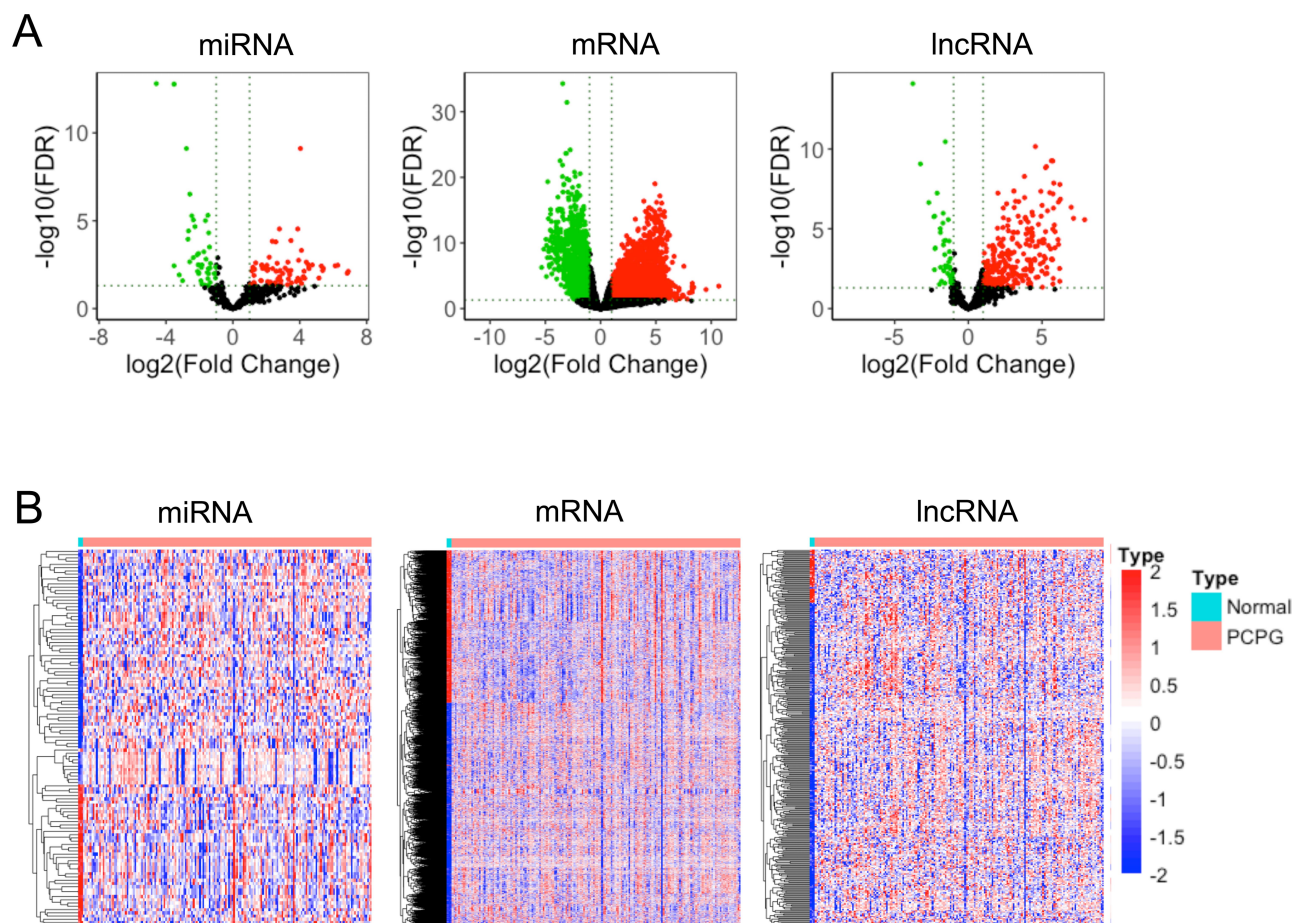 A
miRNA
mRNA
lncRNA
-log10(FDR)
10
5
0
-8
-4
0
4
8
log2(Fold Change)
-log10(FDR)
30
20
10
0
-10
-5
0
5
10
log2(Fold Change)
-log10(FDR)
10
5
0
-5
0
5
log2(Fold Change)
B
miRNA
mRNA
lncRNA
Type
2
1.5
1
0.5
0
-0.5
-1
-1.5
-2
Type
Normal
PCPG